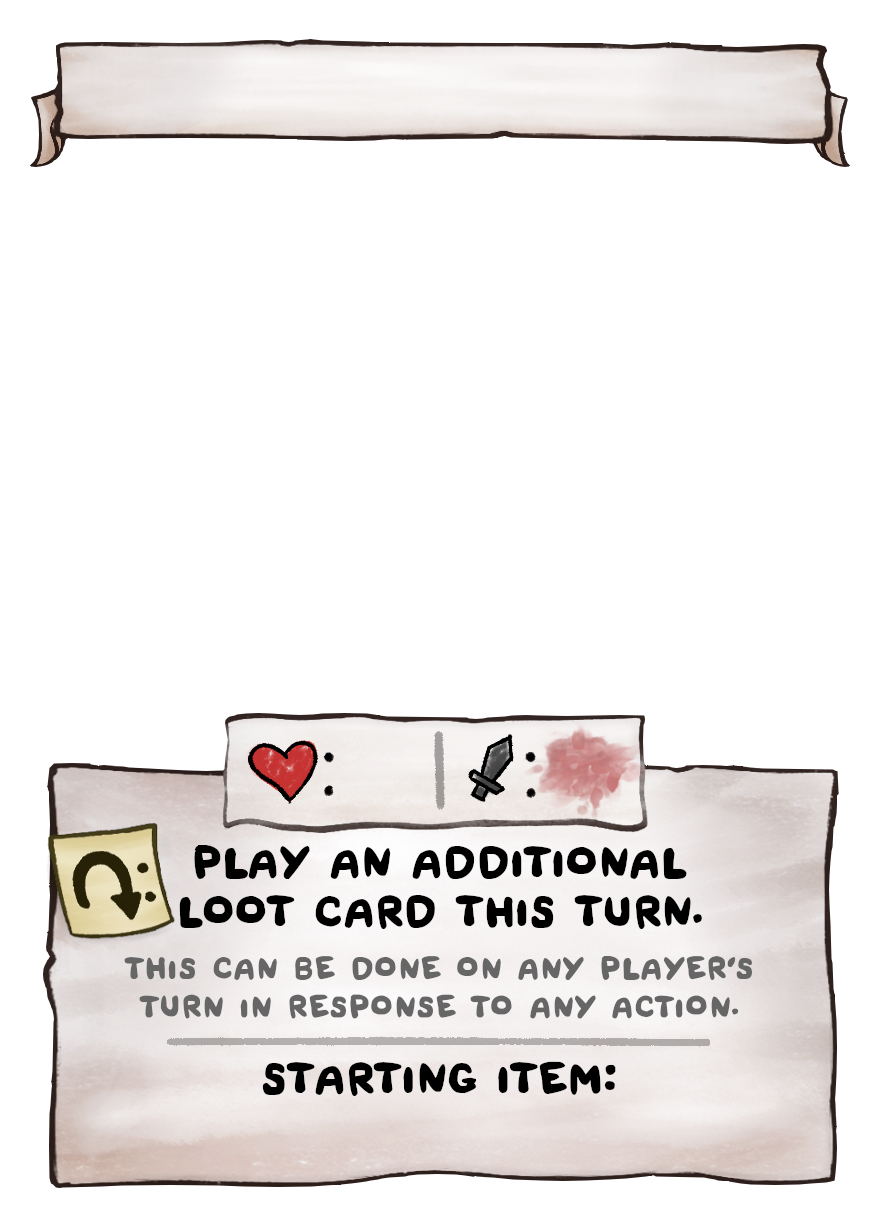 PLAY AN ADDITIONAL
LOOT CARD THIS TURN.
THIS CAN BE DONE ON ANY PLAYER'S
TURN IN RESPONSE TO ANY ACTION.
STARTING ITEM: